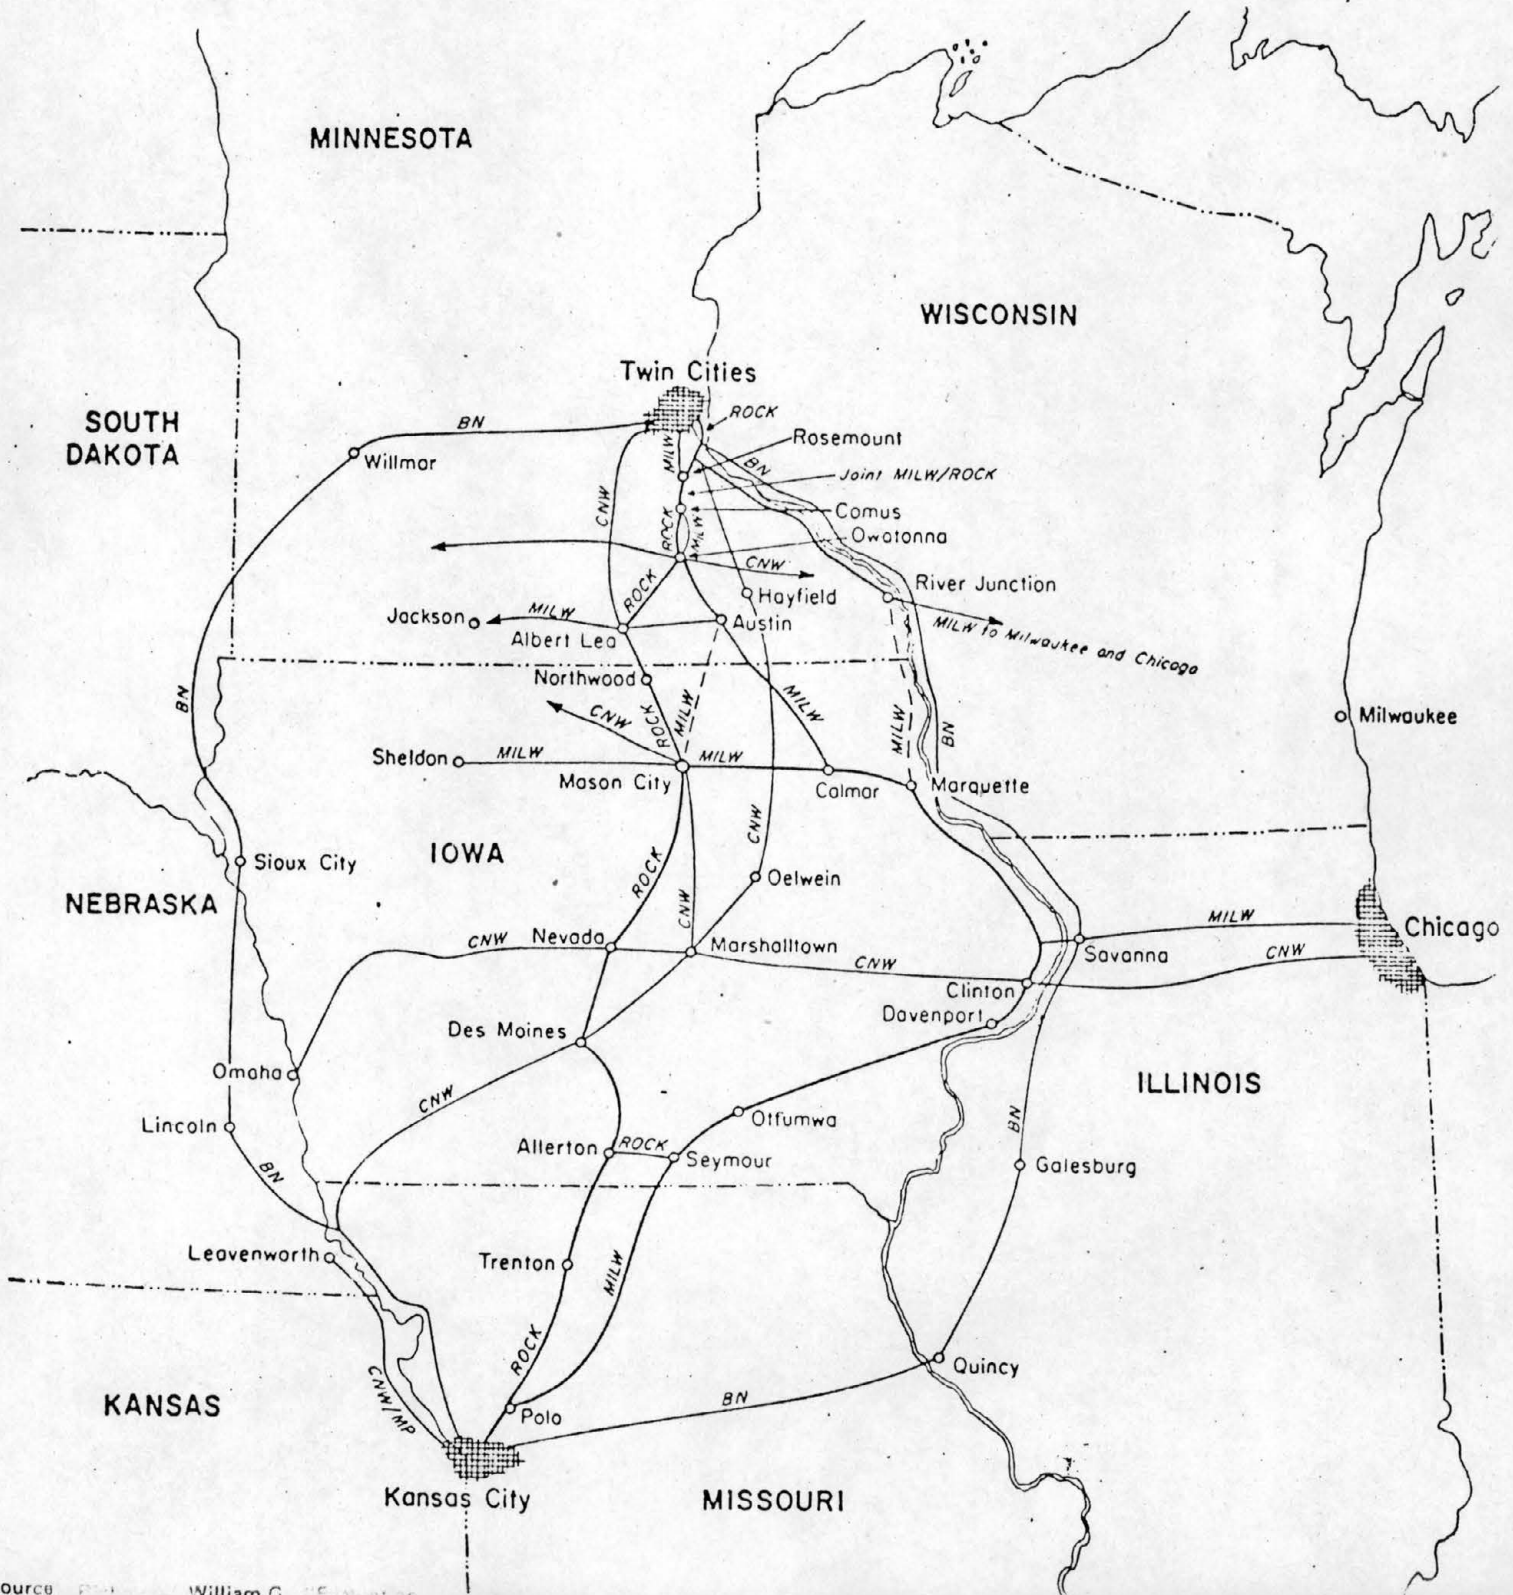 MINNESOTA
WISCONSIN
Twin Cities
SOUTH
DAKOTA
BN
ROCK
Rosemount
Willmar
MILW
BN
Joint MILW/ROCK
CNW
Comus
ROCK
MILW
Owatonna
CNW
River Junction
ROCK
Hayfield
Jackson
MILW
Austin
MILW to Milwaukee and Chicago
Albert Lea
Northwood
BN
MILW
MILW
CNW
ROCK
MILW
BN
Milwaukee
Sheldon
MILW
MILW
Mason City
Calmar
Marquette
CNW
IOWA
Sioux City
ROCK
Oelwein
NEBRASKA
CNW
MILW
Chicago
CNW
Nevada
Marshalltown
Savanna
CNW
CNW
Clinton
Davenport
Des Moines
Omaha
ILLINOIS
CNW
Lincoln
Ottumwa
BN
Allerton
ROCK
Seymour
Galesburg
BN
Leavenworth
Trenton
MILW
ROCK
Quincy
KANSAS
CNW/MP
BN
Polo
Kansas City
MISSOURI
ource
William G.